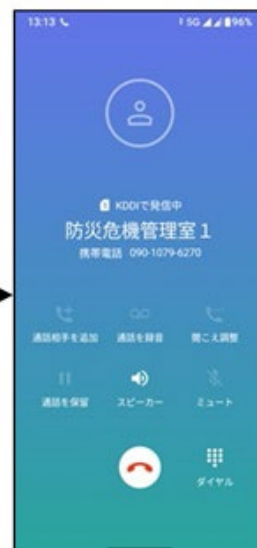 13:13
5G 96%
1 KDDIで発信中
防災危機管理室1
携帯電話 090-1079-6270
通話相手を追加 通話を録音 聞こえ調整
通話を保留 スピーカー ミュート
ダイヤル